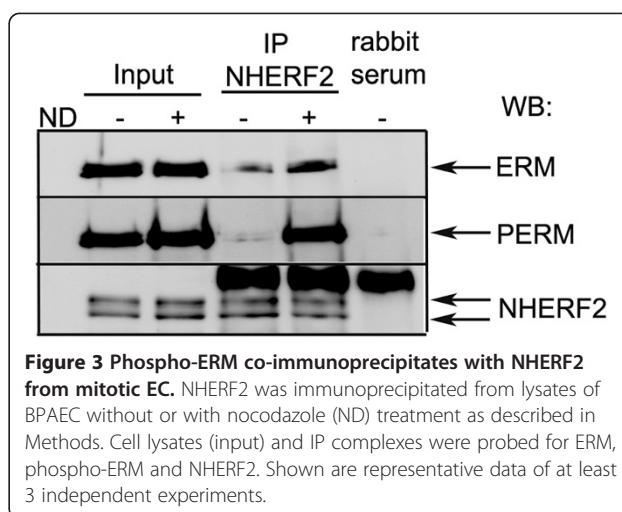 IP
rabbit
Input
NHERF2
serum
ND - + - + - WB:
ERM
PERM
NHERF2
Figure 3 Phospho-ERM co-immunoprecipitates with NHERF2
from mitotic EC. NHERF2 was immunoprecipitated from lysates of
BPAEC without or with nocodazole (ND) treatment as described in
Methods. Cell lysates (input) and IP complexes were probed for ERM,
phospho-ERM and NHERF2. Shown are representative data of at least
3 independent experiments.